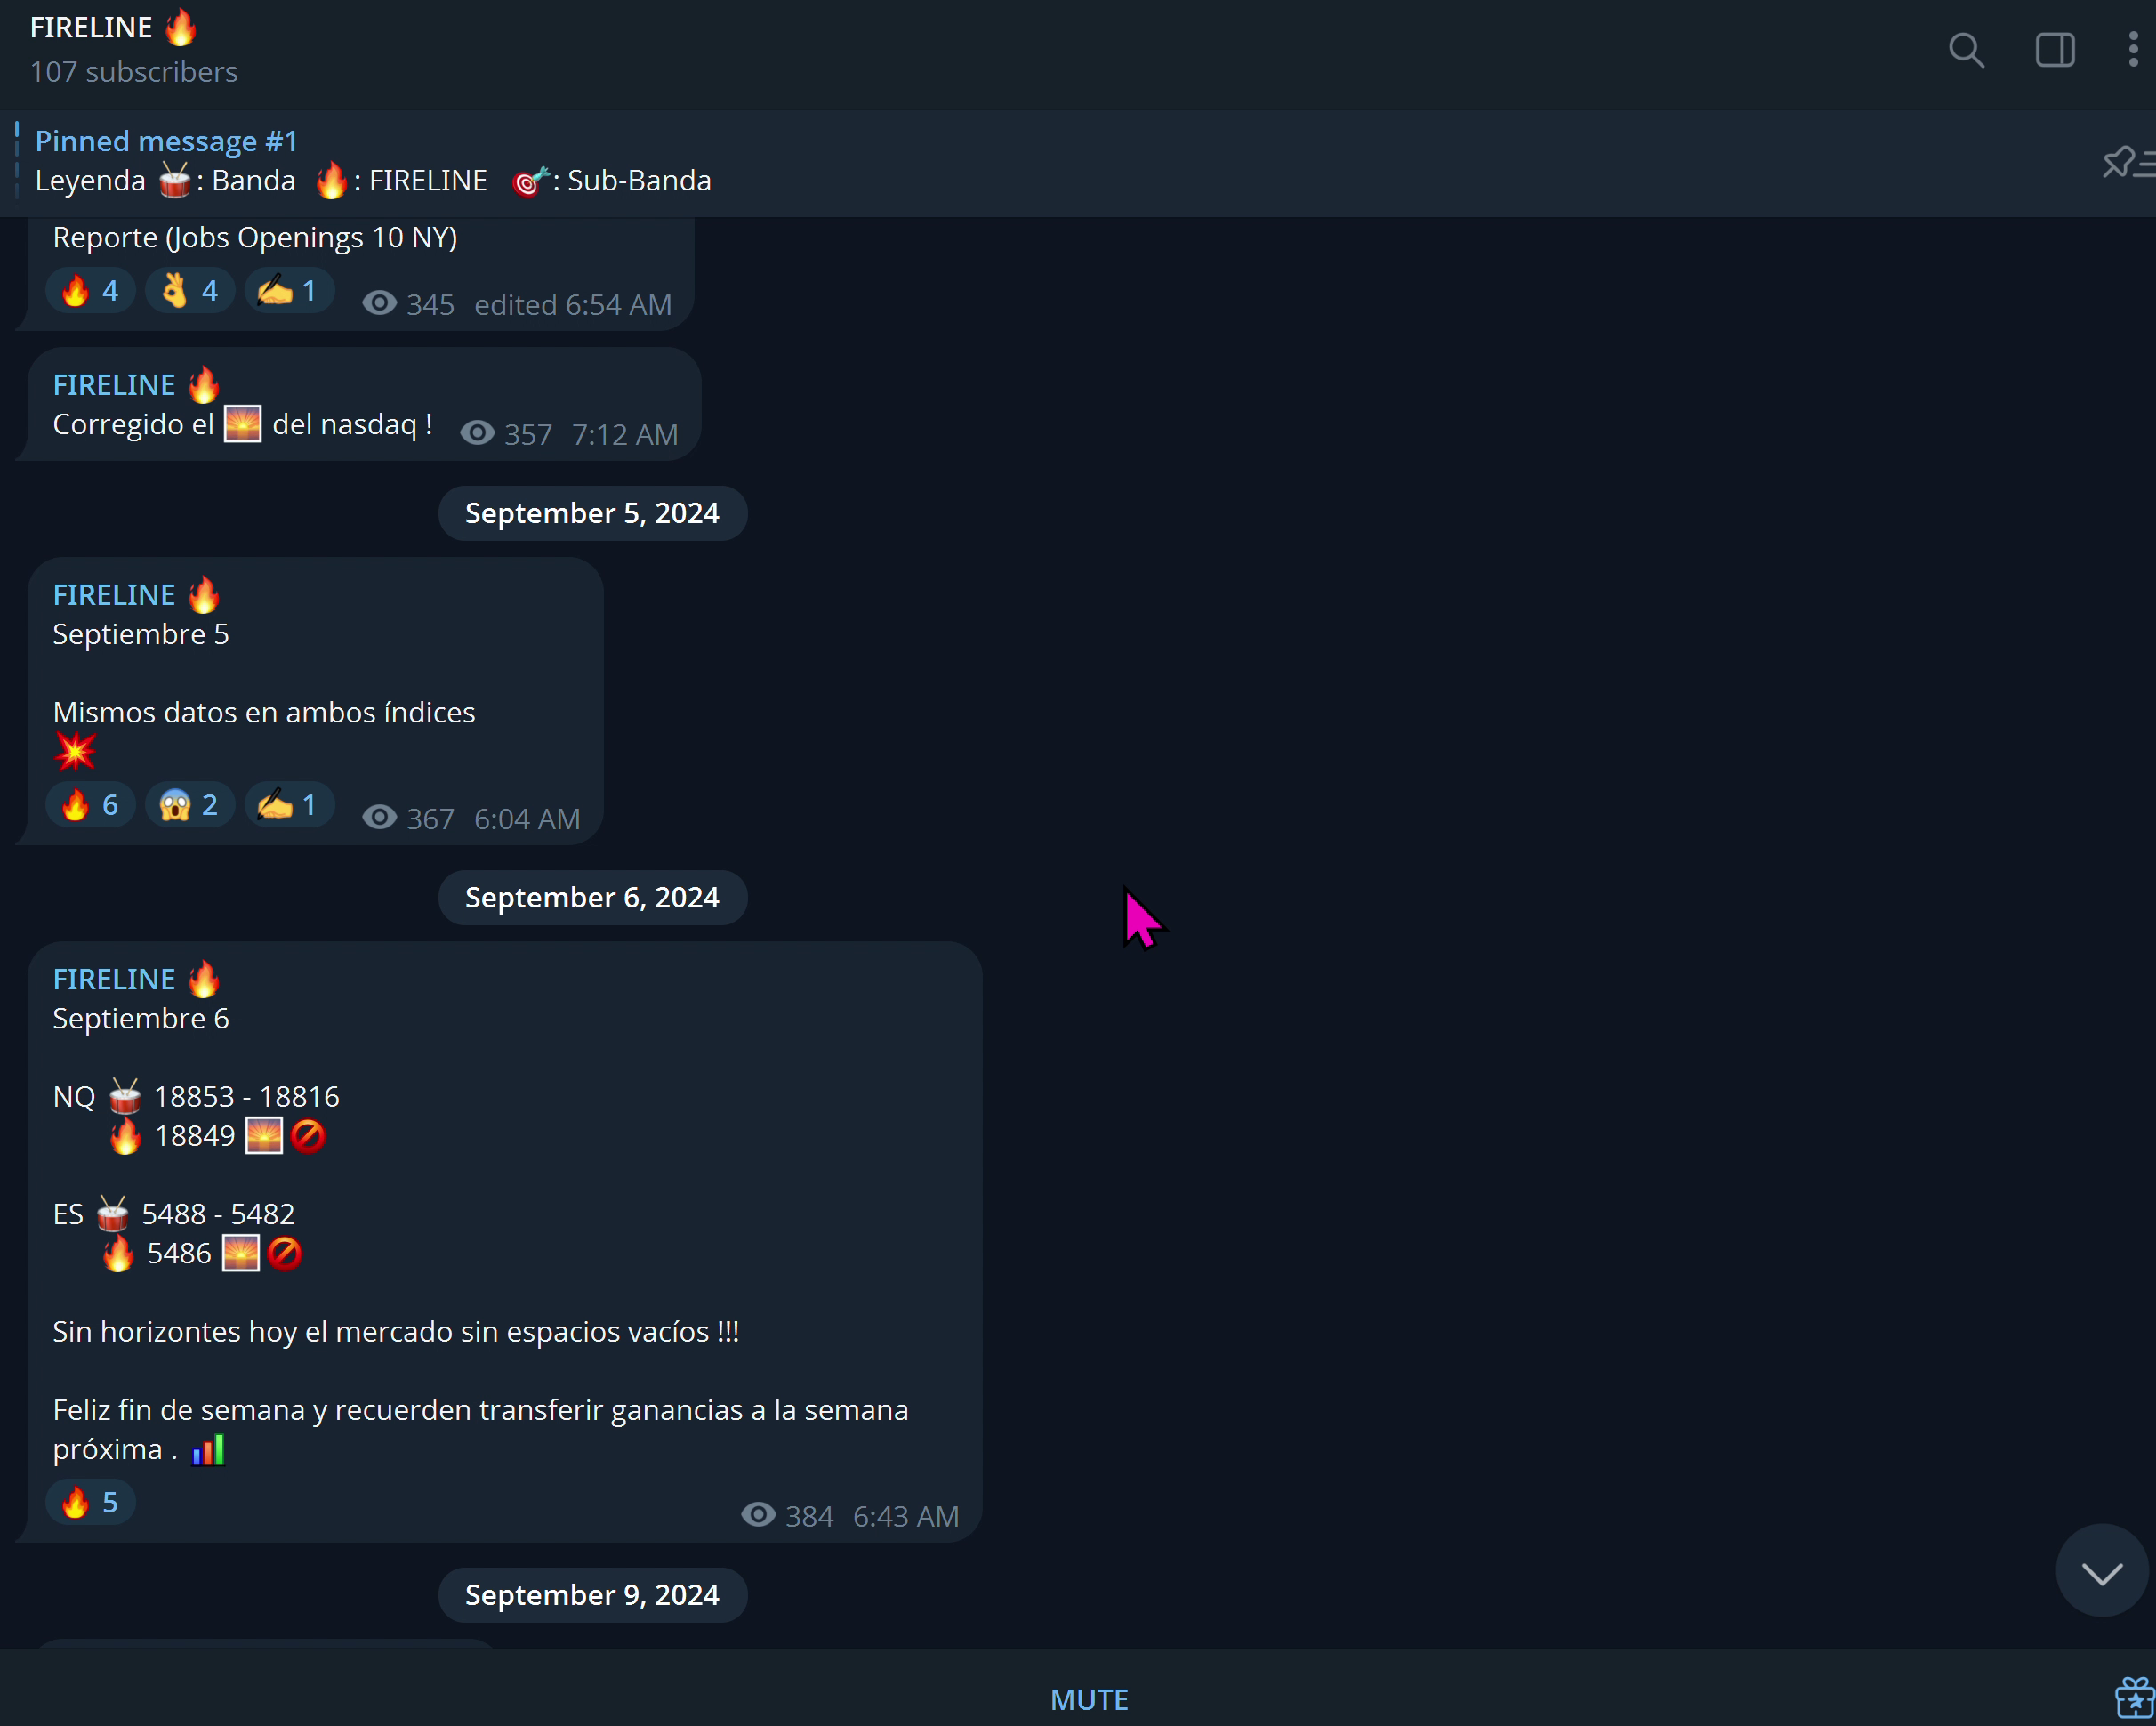 FIRELINE 🔥
107 subscribers
Pinned message #1
Leyenda 🥁: Banda 🔥: FIRELINE 🎯: Sub-Banda
Reporte (Jobs Openings 10 NY)
🔥 4 👌 4 ✍️ 1 345 edited 6:54 AM
FIRELINE 🔥
Corregido el 🌅 del nasdaq ! 357 7:12 AM
September 5, 2024
FIRELINE 🔥
Septiembre 5
Mismos datos en ambos índices
💥
🔥 6 😱 2 ✍️ 1 367 6:04 AM
September 6, 2024
FIRELINE 🔥
Septiembre 6
NQ 🥁 18853 - 18816
🔥 18849 🌅🚫
ES 🥁 5488 - 5482
🔥 5486 🌅🚫
Sin horizontes hoy el mercado sin espacios vacíos !!!
Feliz fin de semana y recuerden transferir ganancias a la semana
próxima . 📊
🔥 5 384 6:43 AM
September 9, 2024
MUTE